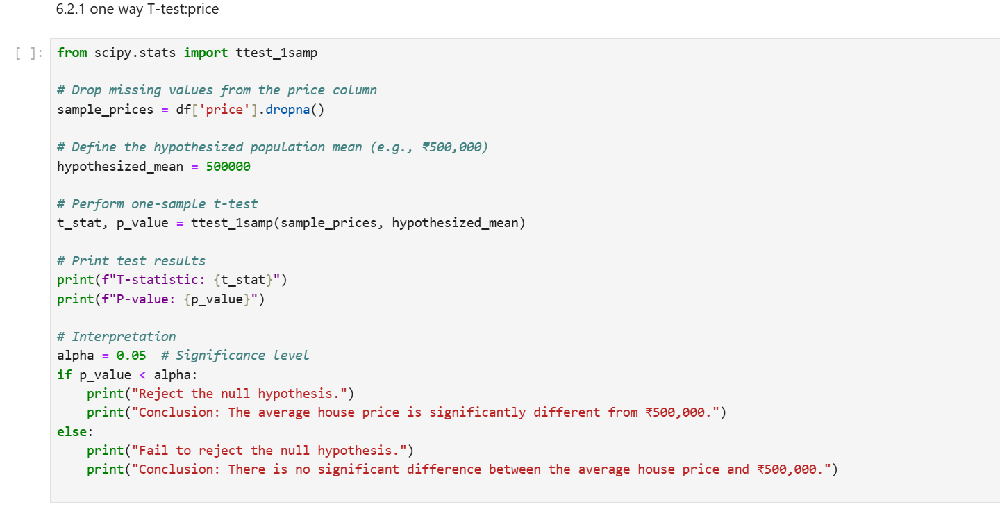 6.2.1 one way T-test:price
[ ]:
from scipy.stats import ttest_1samp
# Drop missing values from the price column
sample_prices = df['price'].dropna()
# Define the hypothesized population mean (e.g., ₹500,000)
hypothesized_mean = 500000
# Perform one-sample t-test
t_stat, p_value = ttest_1samp(sample_prices, hypothesized_mean)
# Print test results
print(f"T-statistic: {t_stat}")
print(f"P-value: {p_value}")
# Interpretation
alpha = 0.05  # Significance level
if p_value < alpha:
    print("Reject the null hypothesis.")
    print("Conclusion: The average house price is significantly different from ₹500,000.")
else:
    print("Fail to reject the null hypothesis.")
    print("Conclusion: There is no significant difference between the average house price and ₹500,000.")